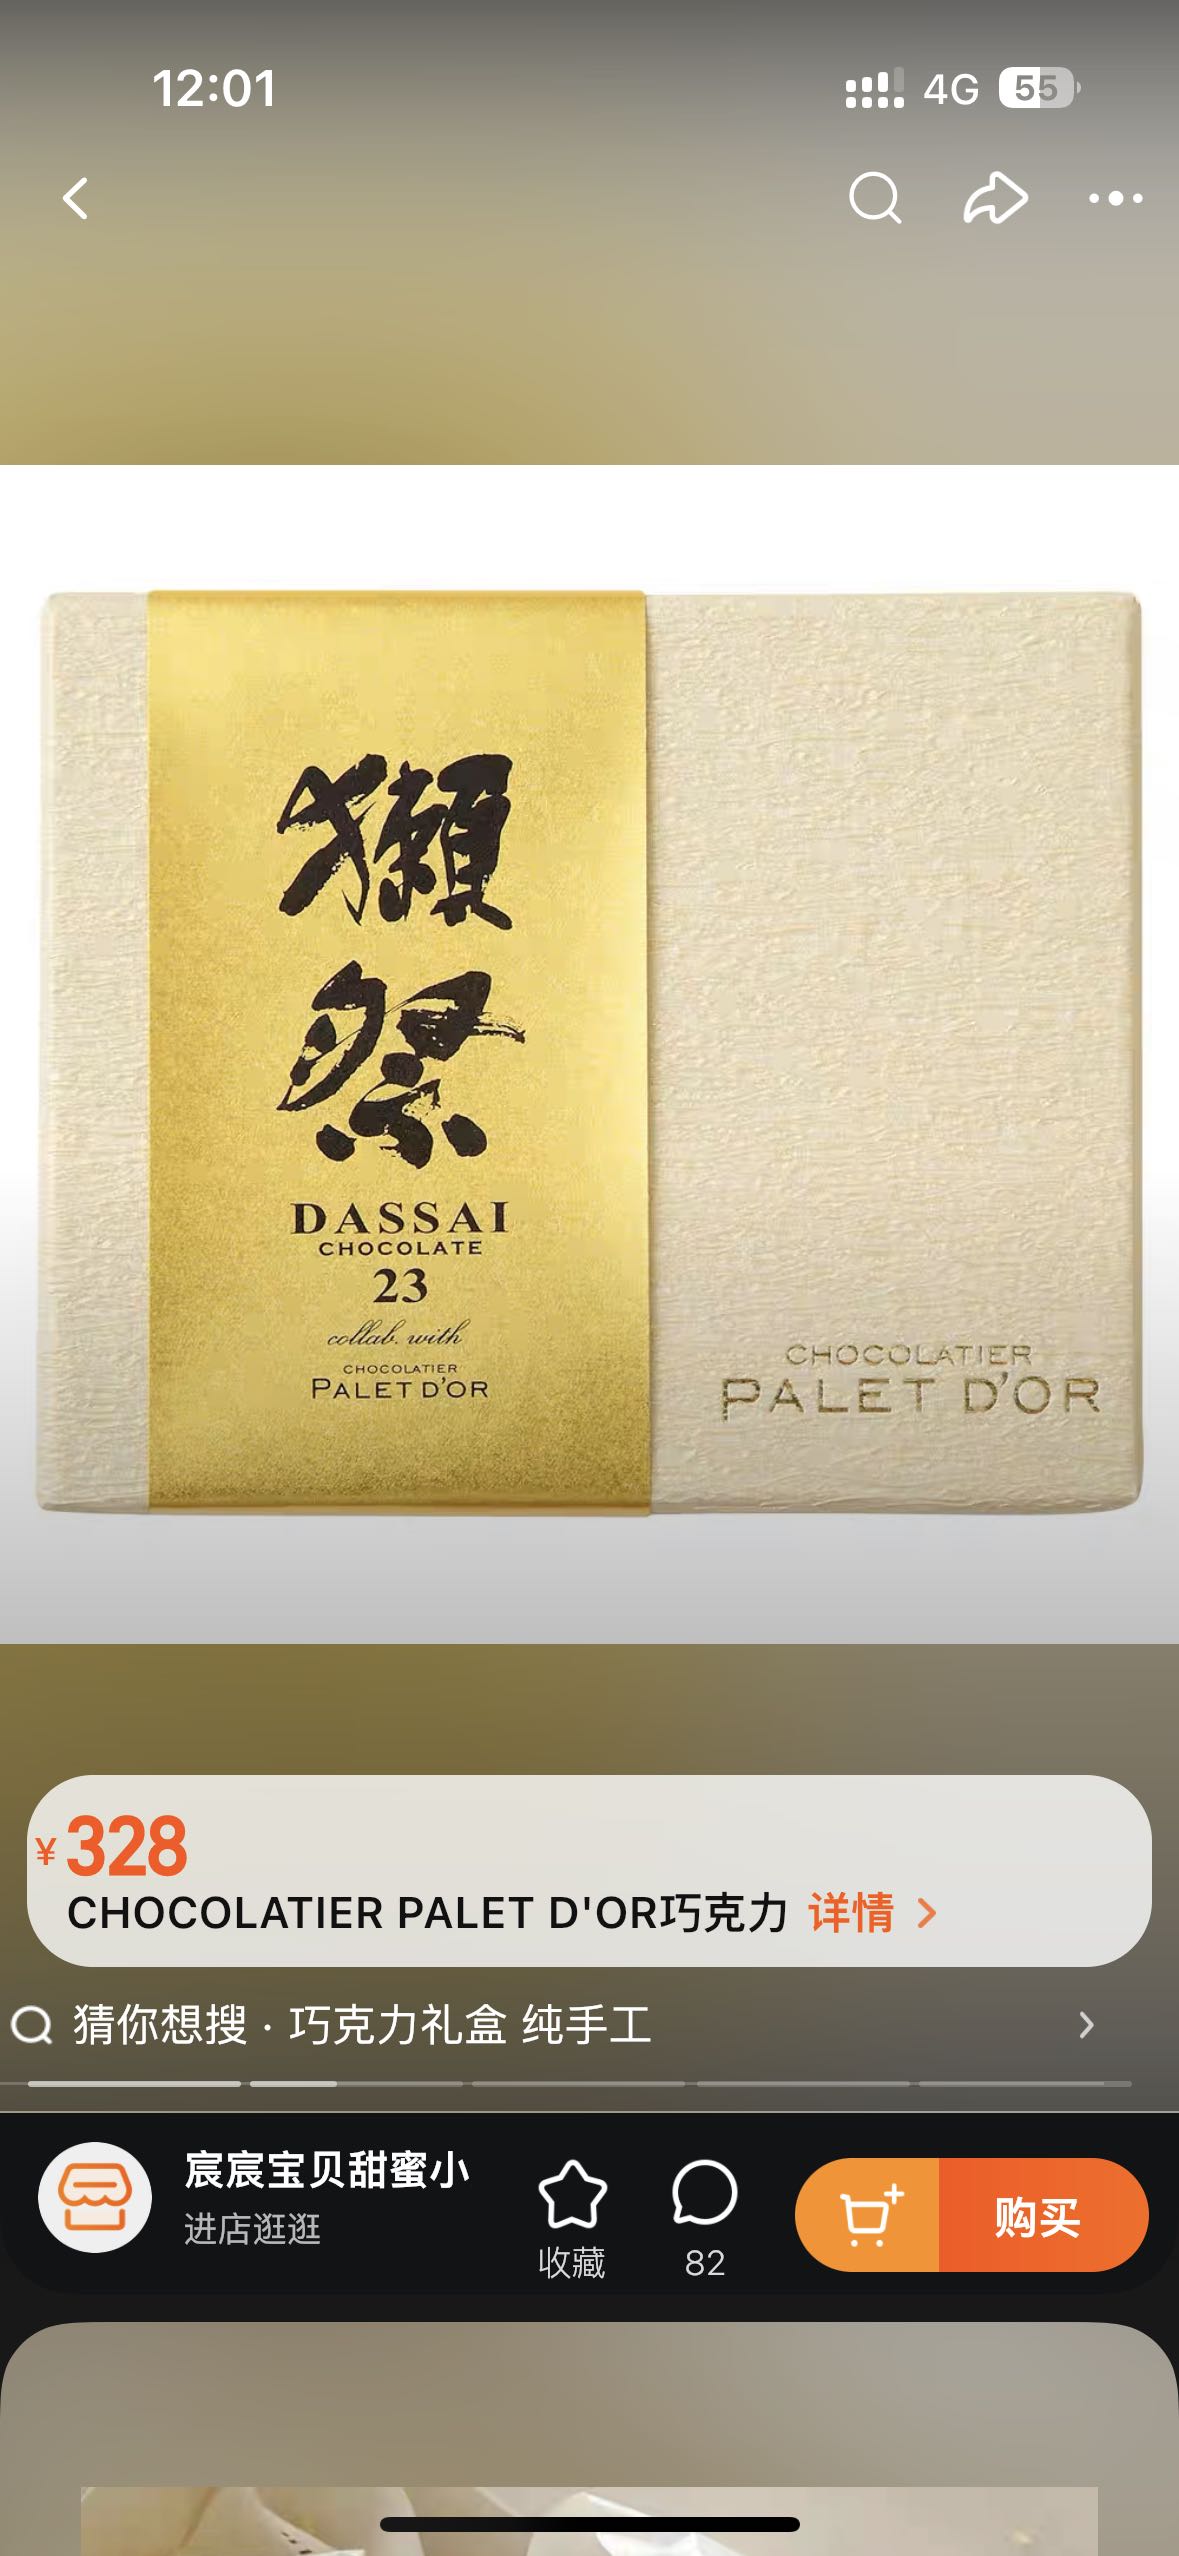 12:01
4G
55
獺
祭
DASSAI
CHOCOLATE
23
collab. with
CHOCOLATIER
PALET D'OR
CHOCOLATIER
PALET D'OR
¥328
CHOCOLATIER PALET D'OR巧克力 详情
猜你想搜 · 巧克力礼盒 纯手工
宸宸宝贝甜蜜小
进店逛逛
收藏
82
购买